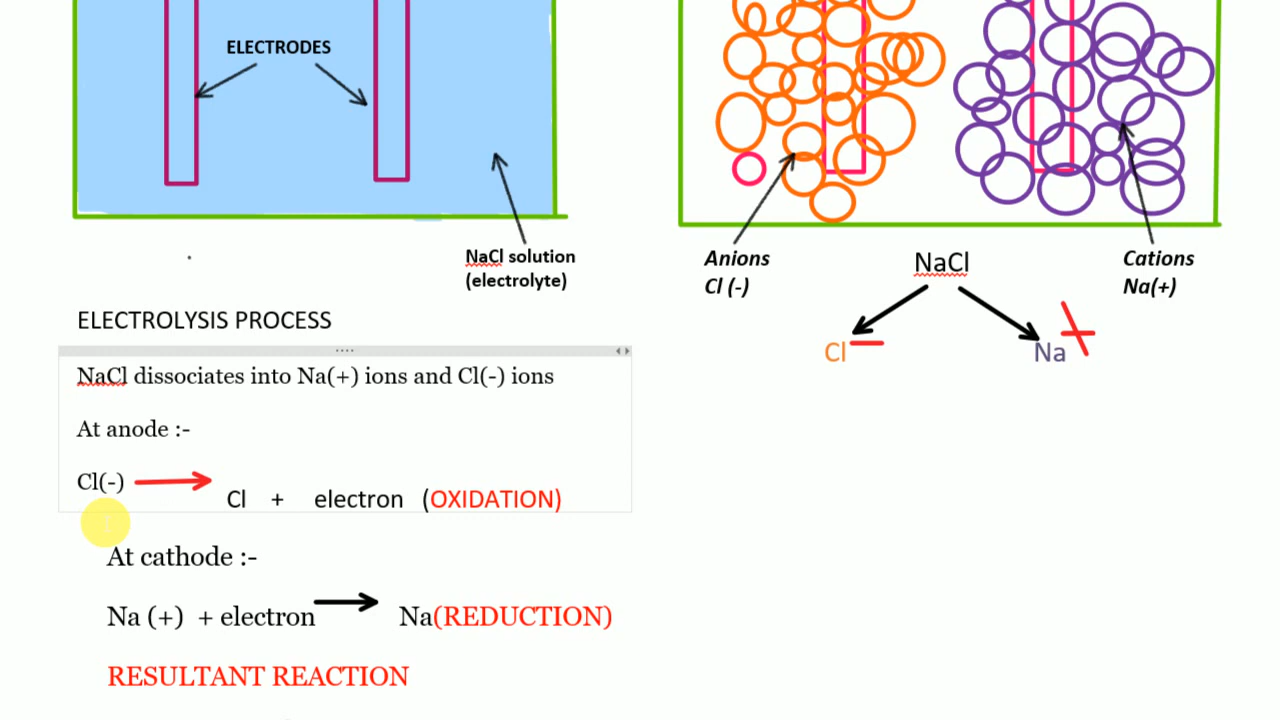 ELECTRODES
NaCl solution
(electrolyte)
Anions
Cl (-)
NaCl
Cations
Na(+)
Cl
Na
ELECTROLYSIS PROCESS
NaCl dissociates into Na(+) ions and Cl(-) ions
At anode :-
Cl(-)
Cl + electron (OXIDATION)
At cathode :-
Na (+) + electron Na(REDUCTION)
RESULTANT REACTION